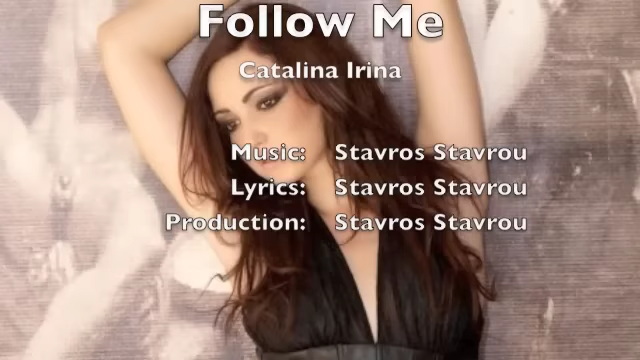 Follow Me
Catalina Irina
Music: Stavros Stavrou
Lyrics: Stavros Stavrou
Production: Stavros Stavrou